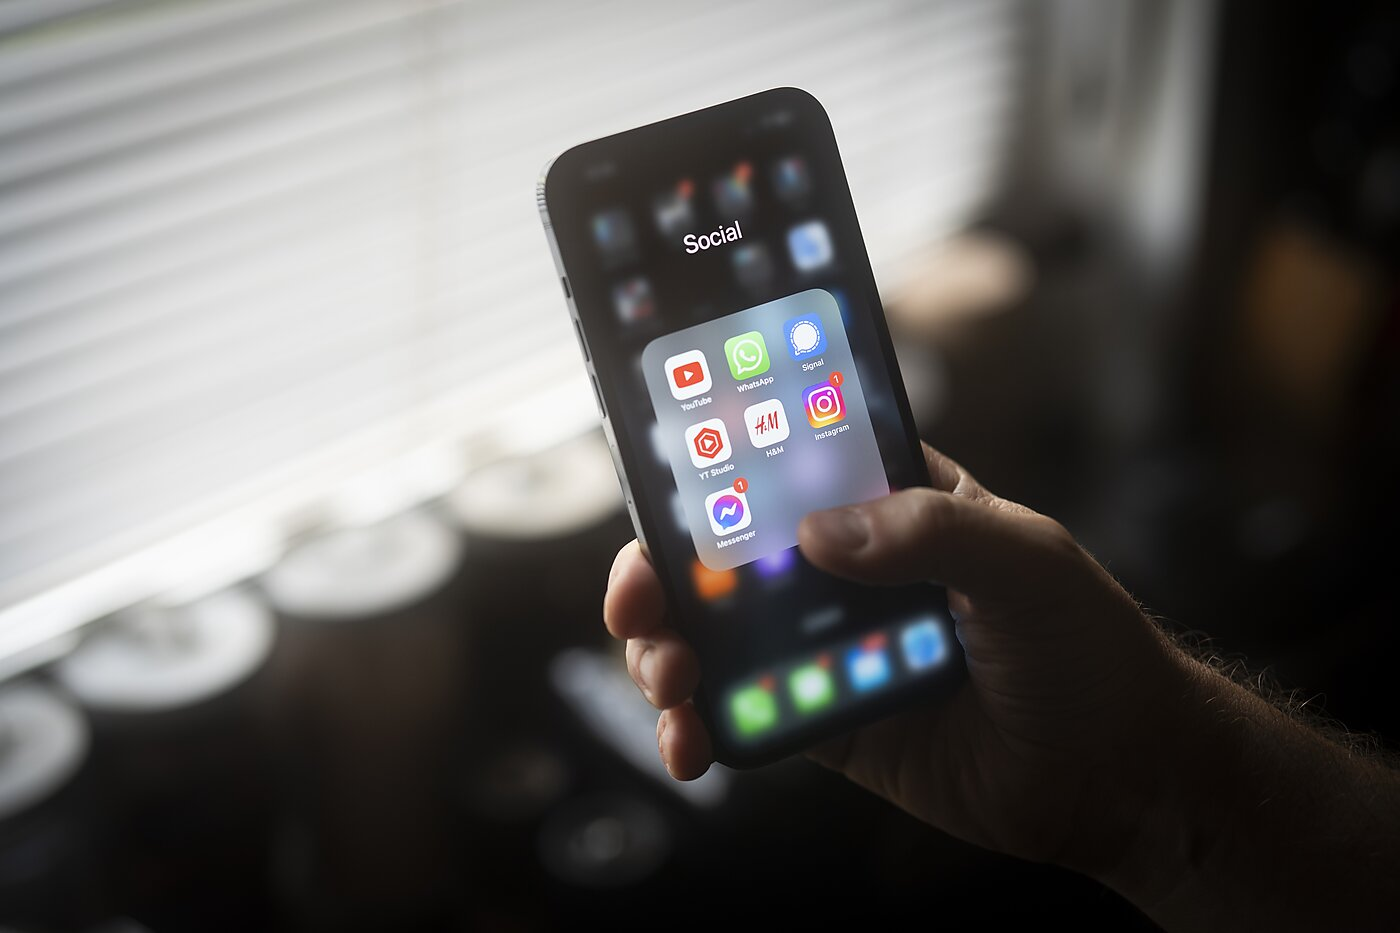 Social
YouTube
WhatsApp
Signal
YT Studio
H&M
H&M
1
Instagram
1
Messenger